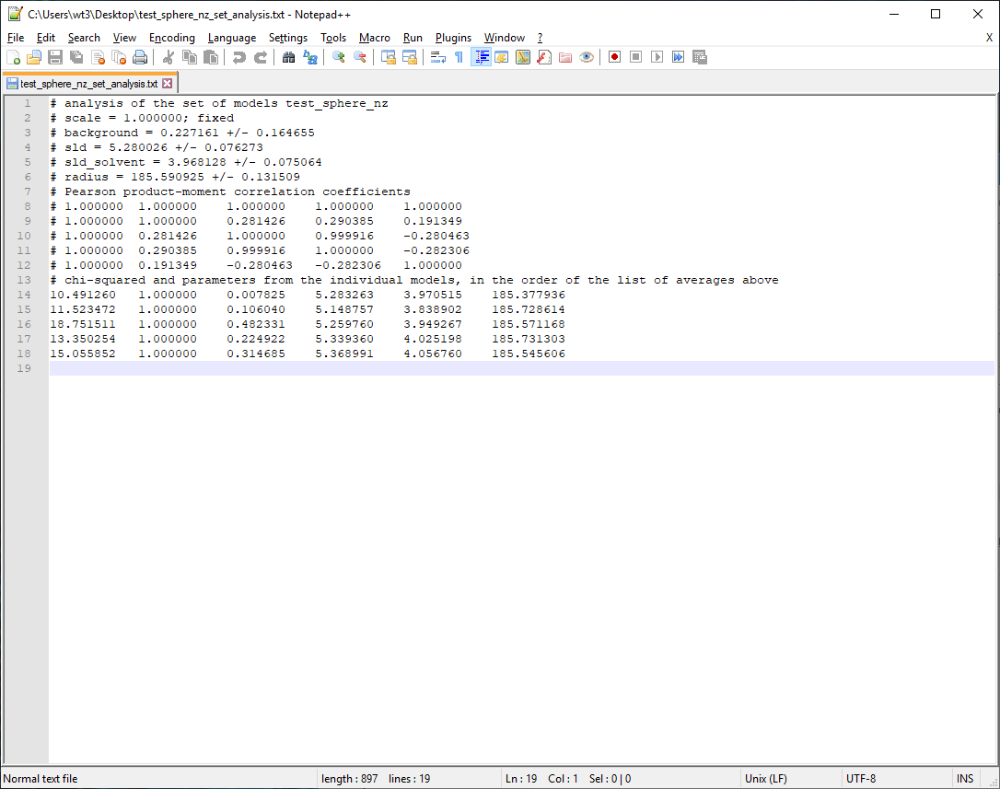 C:\Users\wt3\Desktop\test_sphere_nz_set_analysis.txt - Notepad++
File Edit Search View Encoding Language Settings Tools Macro Run Plugins Window ? X
test_sphere_nz_set_analysis.txt
1 # analysis of the set of models test_sphere_nz
2 # scale = 1.000000; fixed
3 # background = 0.227161 +/- 0.164655
4 # sld = 5.280026 +/- 0.076273
5 # sld_solvent = 3.968128 +/- 0.075064
6 # radius = 185.590925 +/- 0.131509
7 # Pearson product-moment correlation coefficients
8 # 1.000000 1.000000 1.000000 1.000000 1.000000
9 # 1.000000 1.000000 0.281426 0.290385 0.191349
10 # 1.000000 0.281426 1.000000 0.999916 -0.280463
11 # 1.000000 0.290385 0.999916 1.000000 -0.282306
12 # 1.000000 0.191349 -0.280463 -0.282306 1.000000
13 # chi-squared and parameters from the individual models, in the order of the list of averages above
14 10.491260 1.000000 0.007825 5.283263 3.970515 185.377936
15 11.523472 1.000000 0.106040 5.148757 3.838902 185.728614
16 18.751511 1.000000 0.482331 5.259760 3.949267 185.571168
17 13.350254 1.000000 0.224922 5.339360 4.025198 185.731303
18 15.055852 1.000000 0.314685 5.368991 4.056760 185.545606
19
Normal text file length : 897 lines : 19 Ln : 19 Col : 1 Sel : 0 | 0 Unix (LF) UTF-8 INS